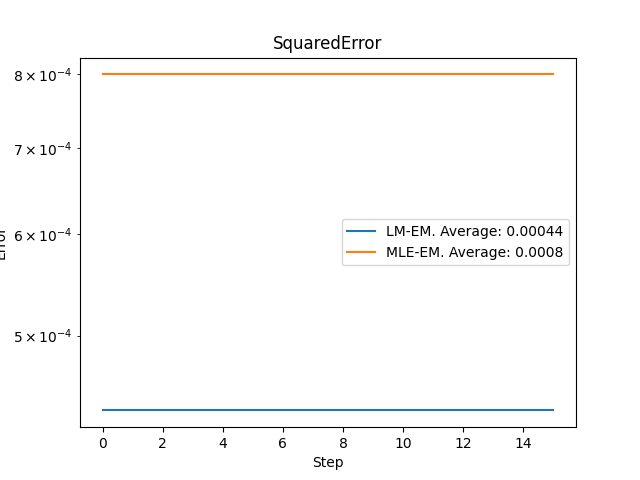 SquaredError
8 × 10⁻⁴
7 × 10⁻⁴
6 × 10⁻⁴
5 × 10⁻⁴
Error
LM-EM. Average: 0.00044
MLE-EM. Average: 0.0008
0 2 4 6 8 10 12 14
Step